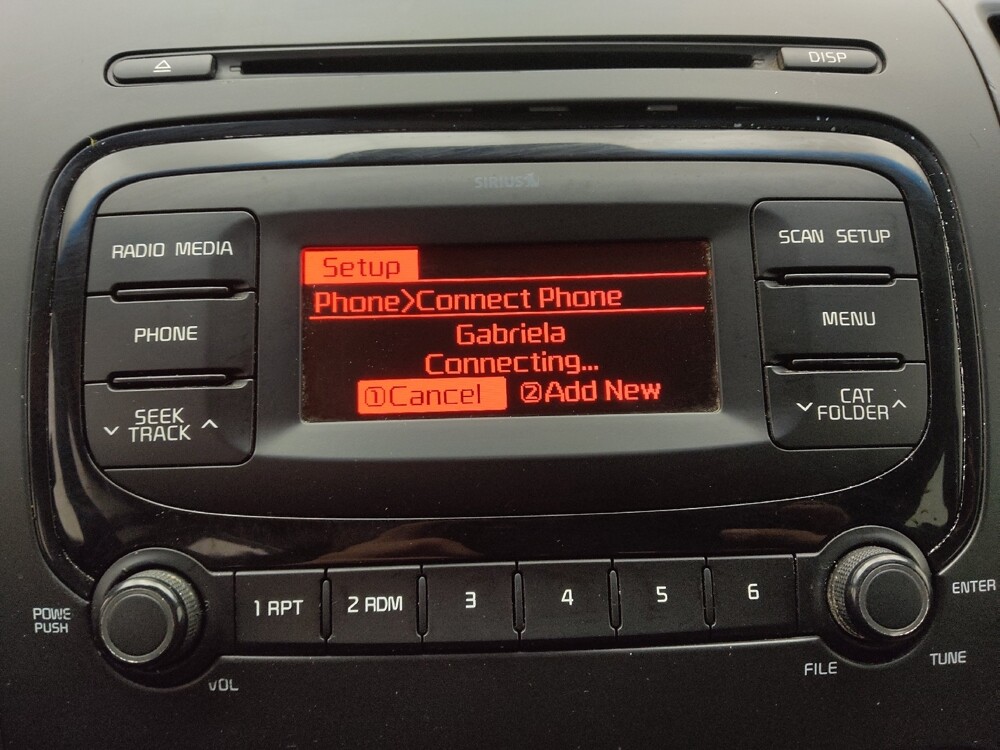 DISP
SIRIUS
RADIO MEDIA
PHONE
SEEK
TRACK
Setup
Phone>Connect Phone
Gabriela
Connecting...
①Cancel ②Add New
SCAN SETUP
MENU
CAT
FOLDER
1 RPT 2 RDM 3 4 5 6
POWE
PUSH
VOL
FILE
TUNE
ENTER